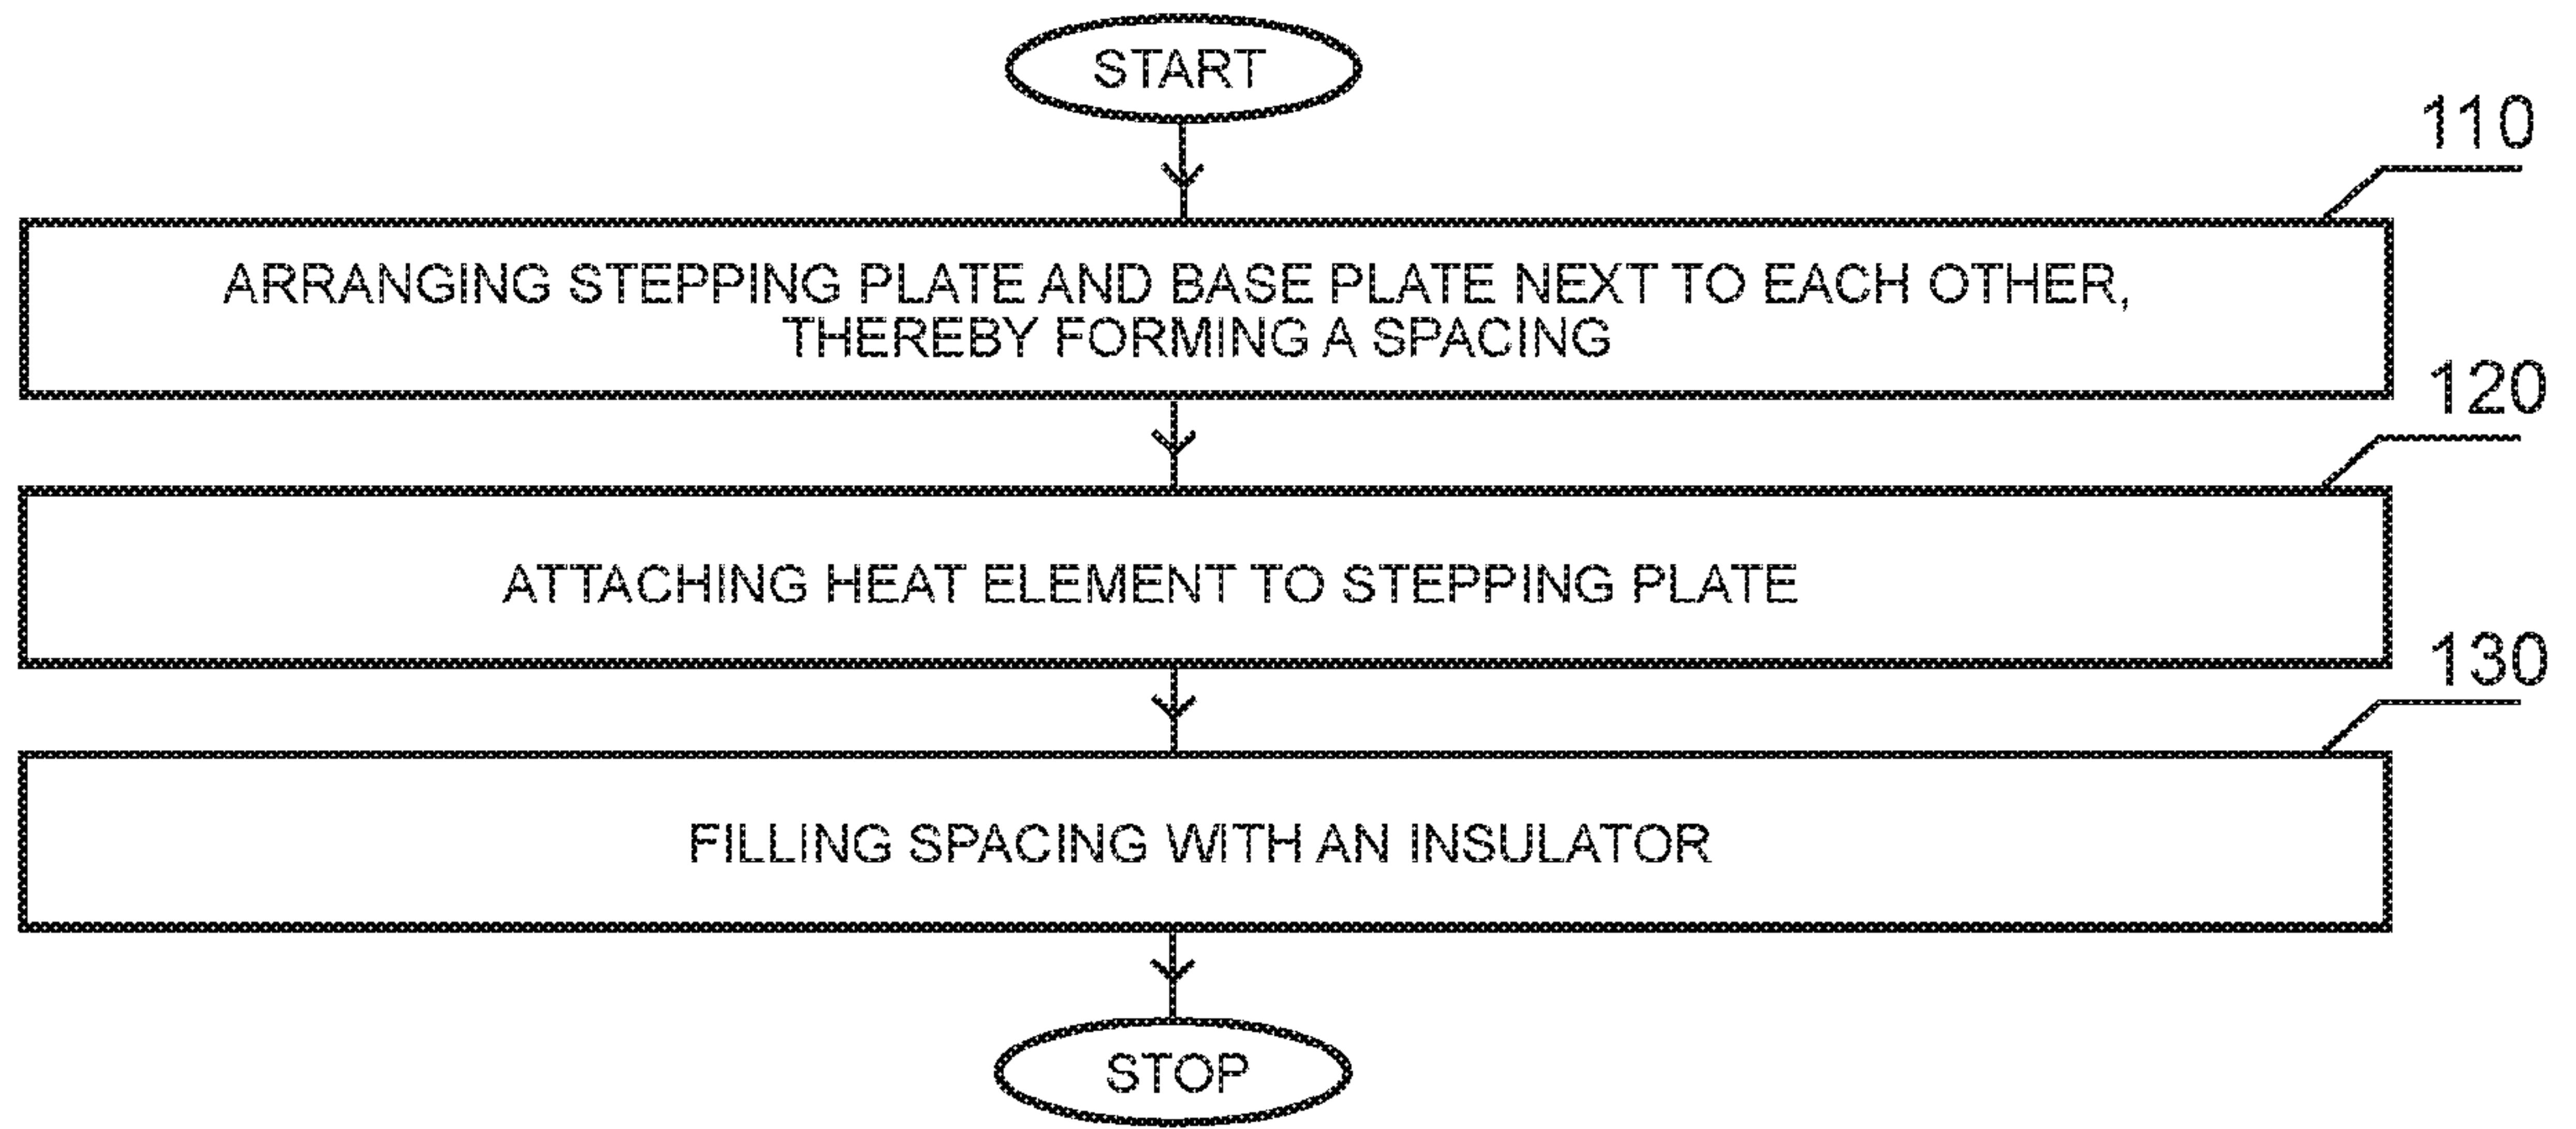 START
110
ARRANGING STEPPING PLATE AND BASE PLATE NEXT TO EACH OTHER,
THEREBY FORMING A SPACING
120
ATTACHING HEAT ELEMENT TO STEPPING PLATE
130
FILLING SPACING WITH AN INSULATOR
STOP